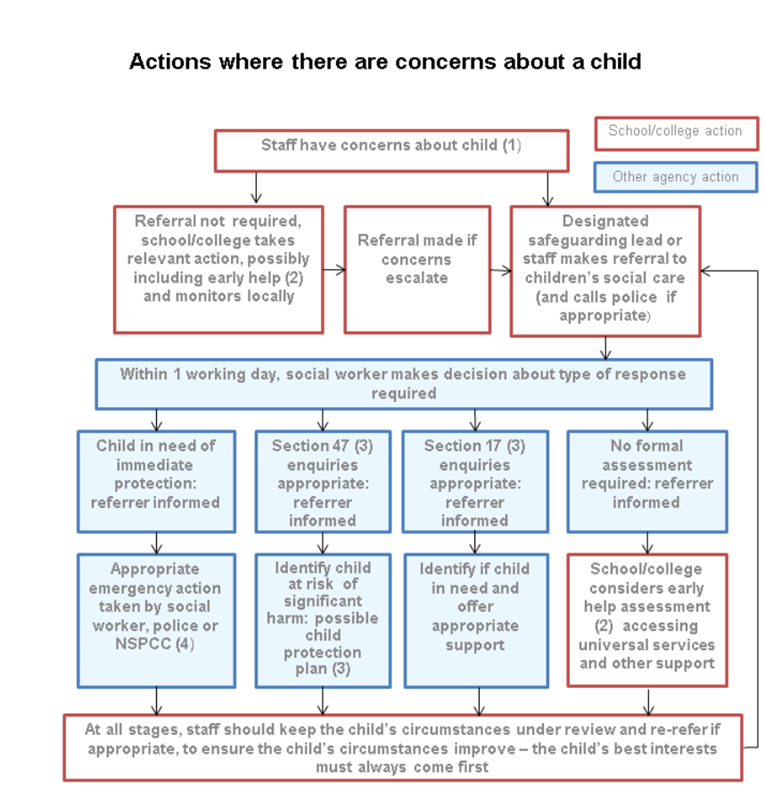 Actions where there are concerns about a child
School/college action
Staff have concerns about child (1)
Other agency action
Referral not required,
school/college takes
relevant action, possibly
including early help (2)
and monitors locally
Referral made if
concerns
escalate
Designated
safeguarding lead or
staff makes referral to
children’s social care
(and calls police if
appropriate)
Within 1 working day, social worker makes decision about type of response
required
Child in need of
immediate
protection:
referrer informed
Section 47 (3)
enquiries
appropriate:
referrer
informed
Section 17 (3)
enquiries
appropriate:
referrer
informed
No formal
assessment
required: referrer
informed
Appropriate
emergency action
taken by social
worker, police or
NSPCC (4)
Identify child
at risk of
significant
harm: possible
child
protection
plan (3)
Identify if child
in need and
offer
appropriate
support
School/college
considers early
help assessment
(2) accessing
universal services
and other support
At all stages, staff should keep the child’s circumstances under review and re-refer if
appropriate, to ensure the child’s circumstances improve – the child’s best interests
must always come first